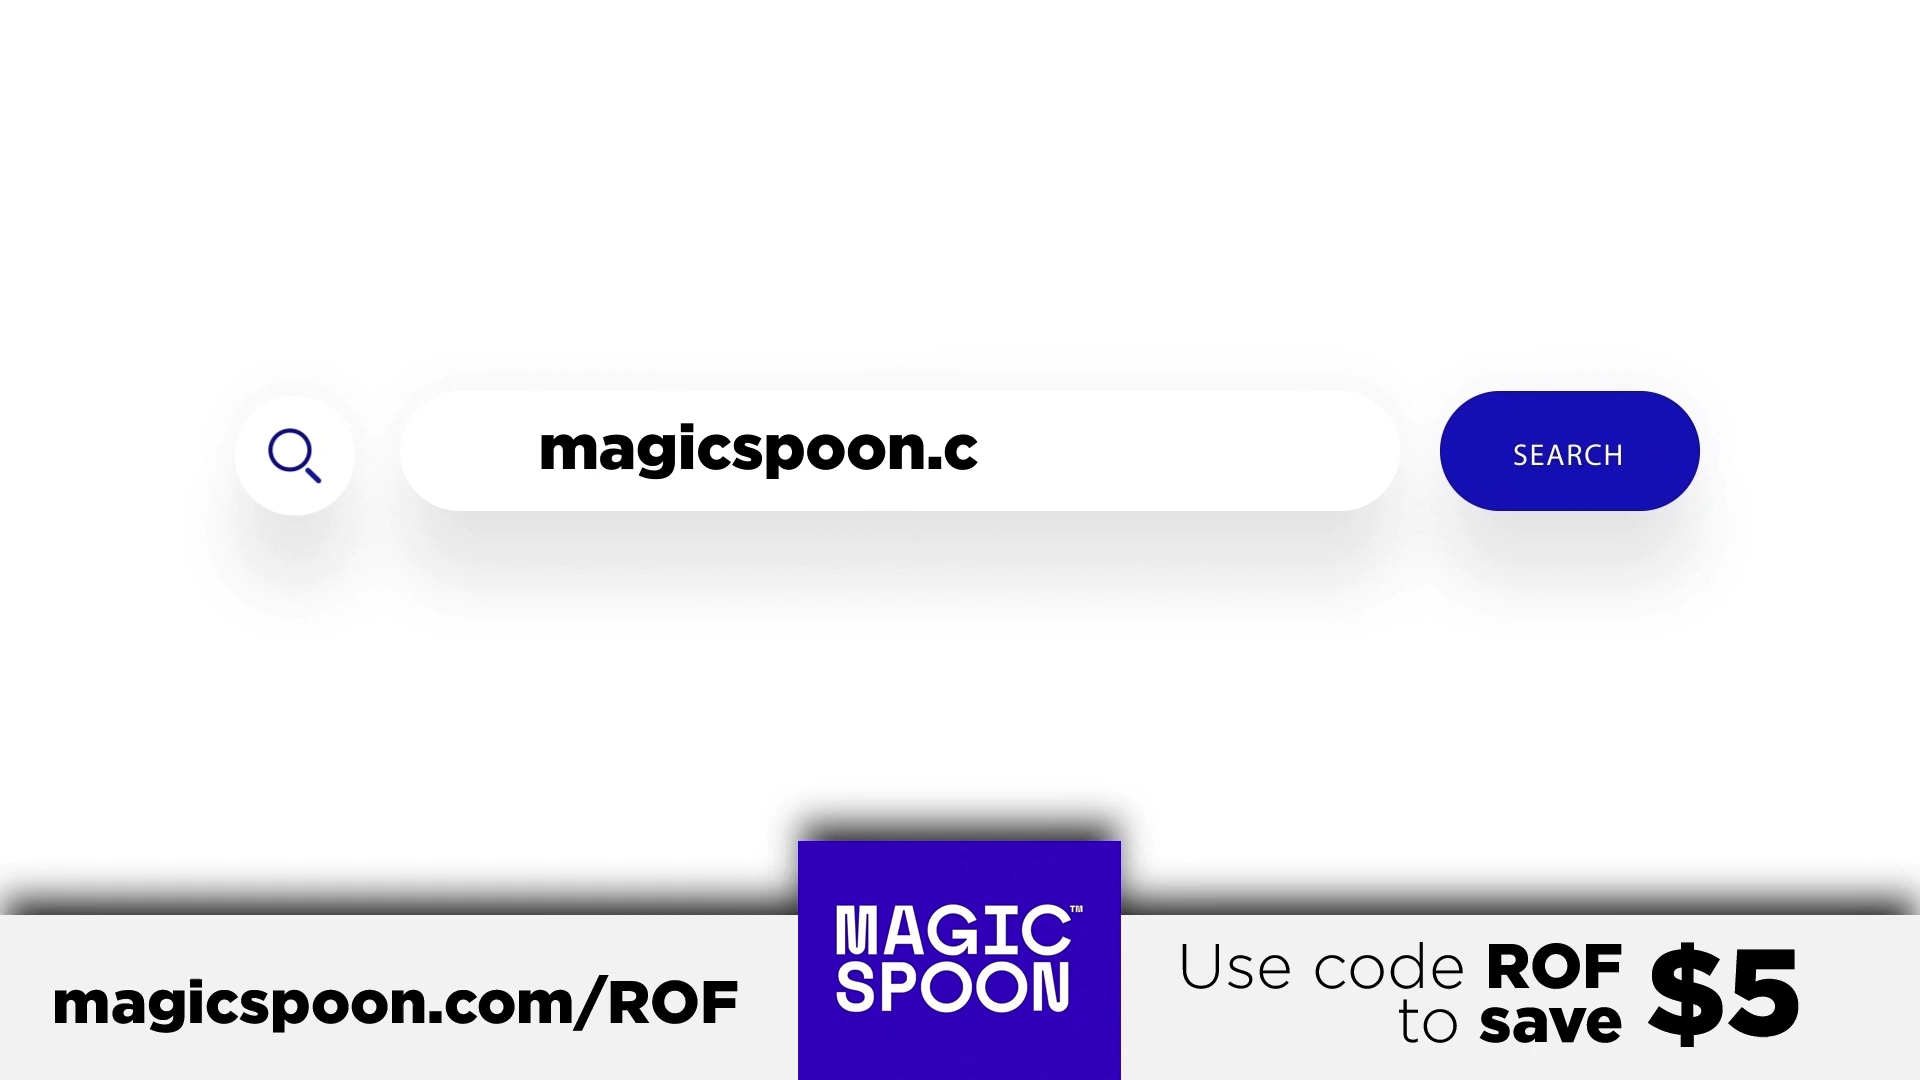 magicspoon.c
SEARCH
magicspoon.com/ROF
MAGIC™
SPOON
Use code ROF
to save $5